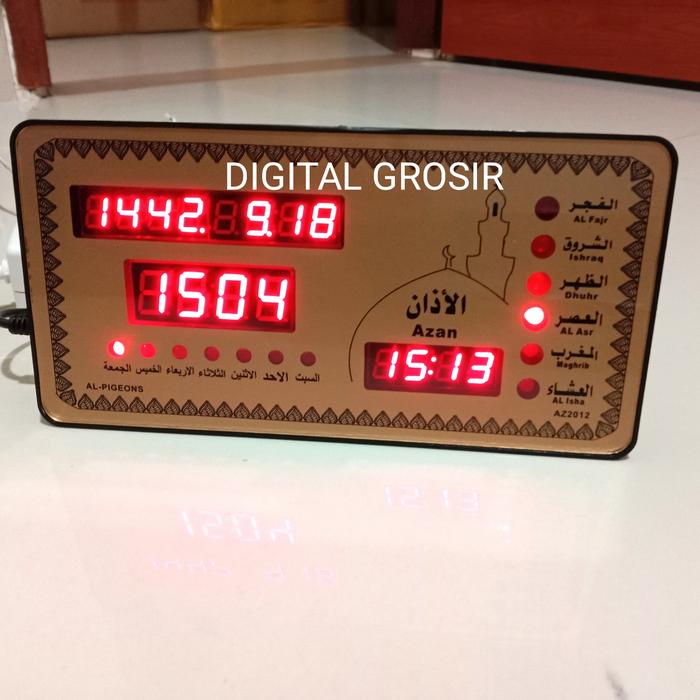 DIGITAL GROSIR
1442. 9.18
1504
السبت الاحد الاثنين الثلاثاء الاربعاء الخميس الجمعة
AL-PIGEONS
الأذان
Azan
15:13
الفجر
AL Fajr
الشروق
Ishraq
الظهر
Dhuhr
العصر
AL Asr
المغرب
Maghrib
العشاء
AL Isha
AZ2012